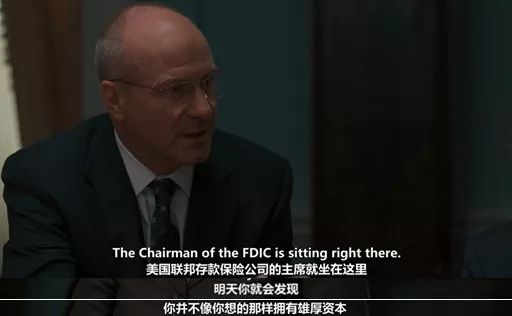 The Chairman of the FDIC is sitting right there.
美国联邦存款保险公司的主席就坐在这里
明天你就会发现
你并不像你想的那样拥有雄厚资本